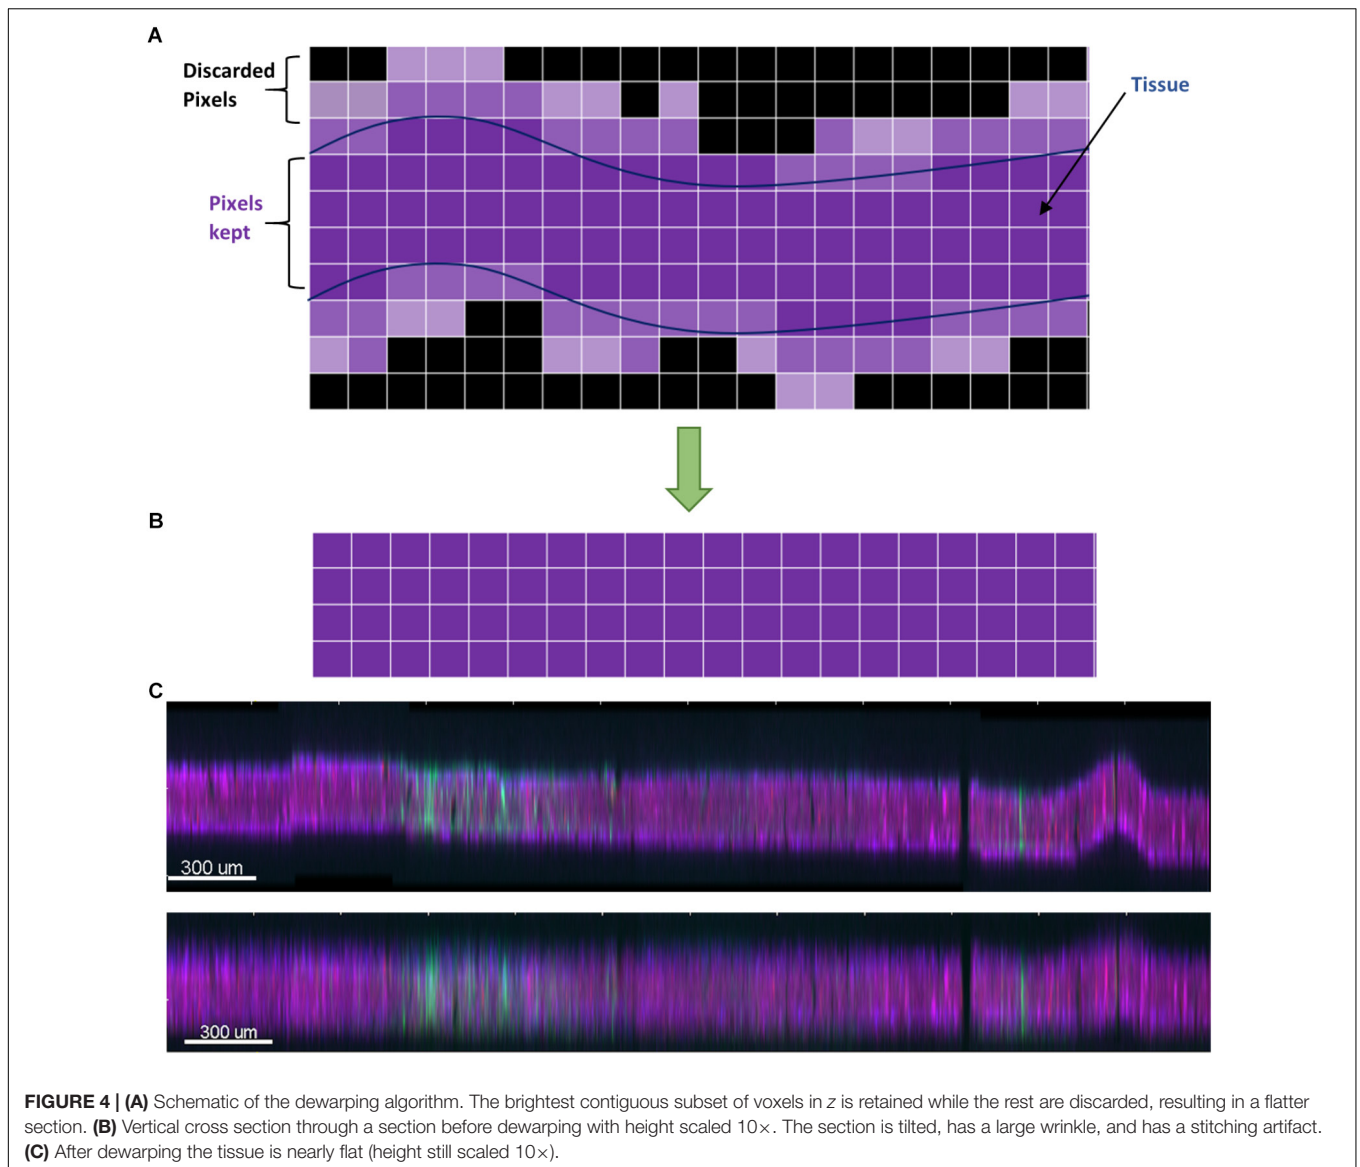 A
Discarded
Pixels
Tissue
Pixels
kept
B
C
300 um
300 um
FIGURE 4 | (A) Schematic of the dewarping algorithm. The brightest contiguous subset of voxels in z is retained while the rest are discarded, resulting in a flatter
section. (B) Vertical cross section through a section before dewarping with height scaled 10×. The section is tilted, has a large wrinkle, and has a stitching artifact.
(C) After dewarping the tissue is nearly flat (height still scaled 10×).